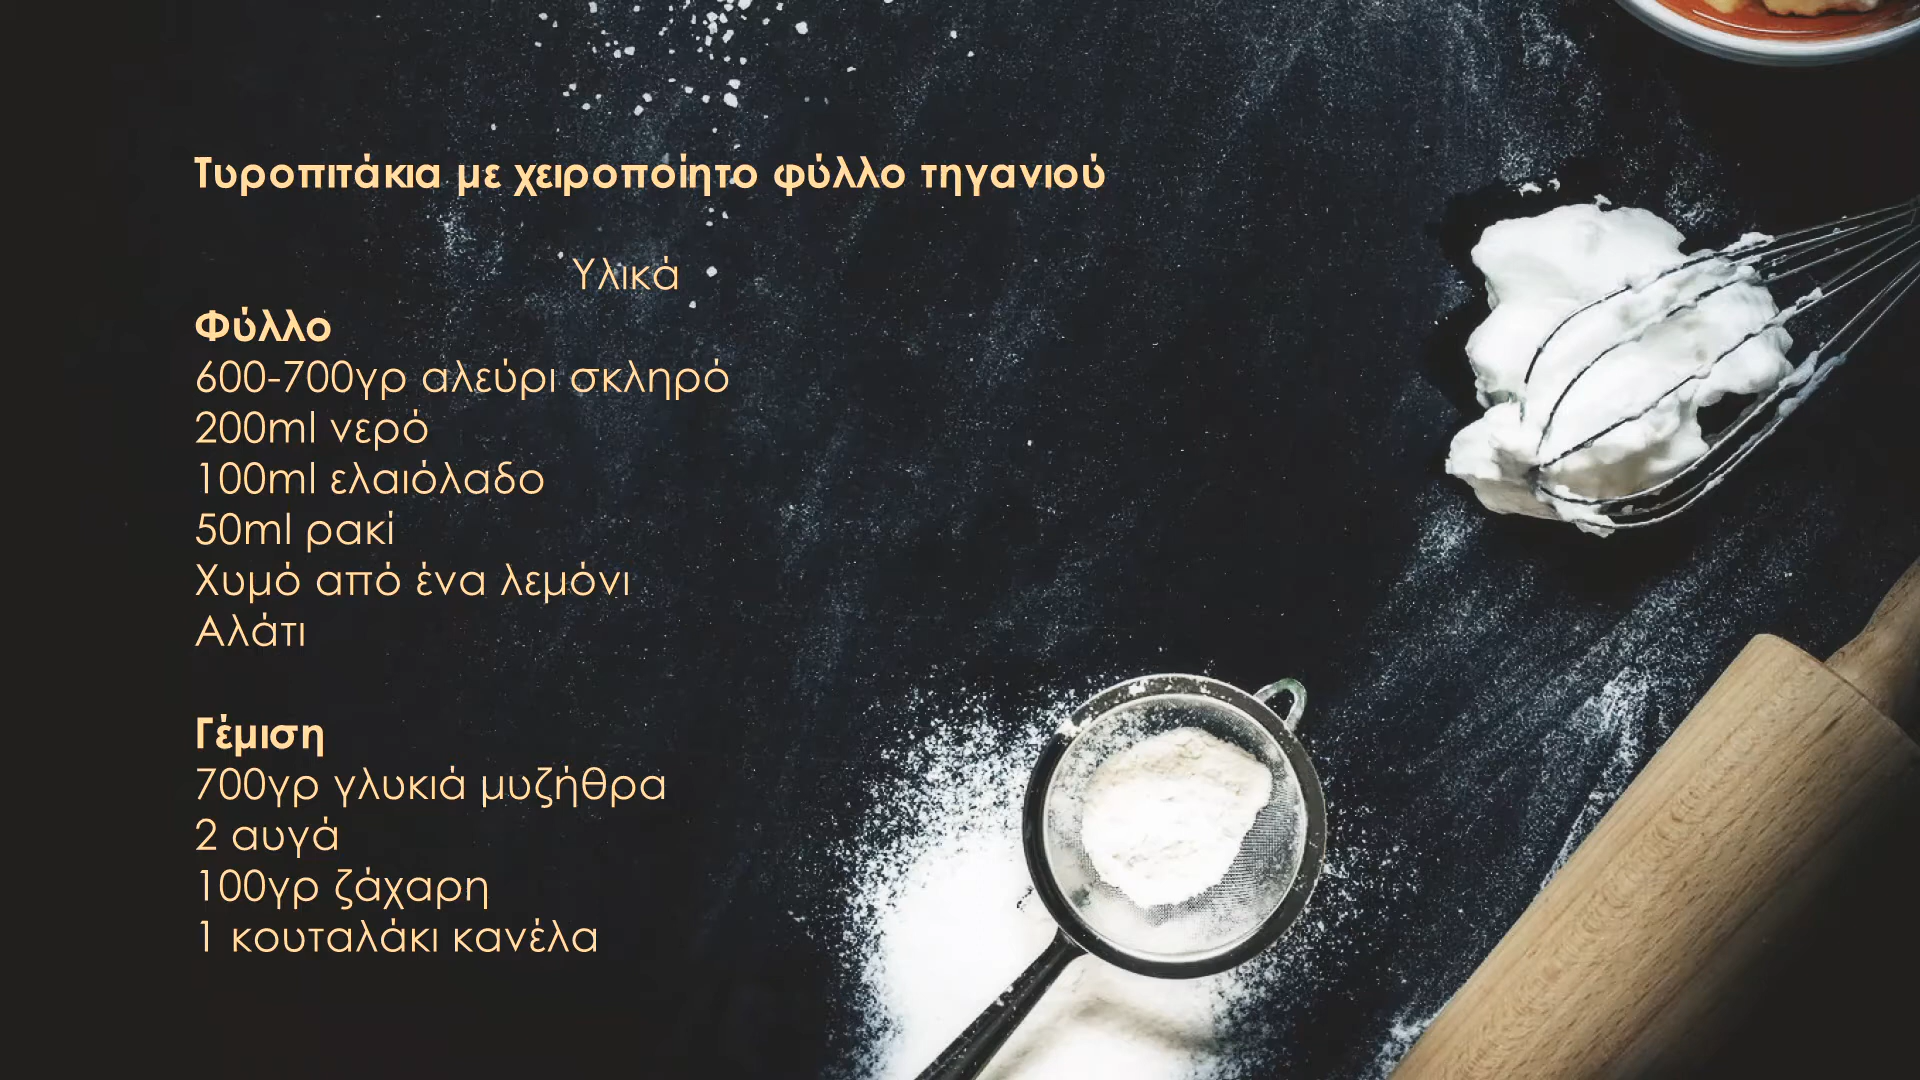 Τυροπιτάκια με χειροποίητο φύλλο τηγανιού
Υλικά
Φύλλο
600-700γρ αλεύρι σκληρό
200ml νερό
100ml ελαιόλαδο
50ml ρακί
Χυμό από ένα λεμόνι
Αλάτι
Γέμιση
700γρ γλυκιά μυζήθρα
2 αυγά
100γρ ζάχαρη
1 κουταλάκι κανέλα